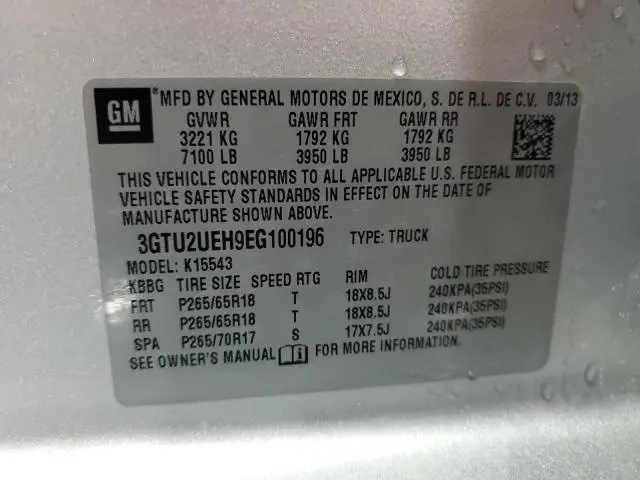 GM
®MFD BY GENERAL MOTORS DE MEXICO, S. DE R.L. DE C.V. 03/13
GVWR GAWR FRT GAWR RR
3221 KG 1792 KG 1792 KG
7100 LB 3950 LB 3950 LB
THIS VEHICLE CONFORMS TO ALL APPLICABLE U.S. FEDERAL MOTOR
VEHICLE SAFETY STANDARDS IN EFFECT ON THE DATE OF
MANUFACTURE SHOWN ABOVE.
3GTU2UEH9EG100196 TYPE: TRUCK
MODEL: K15543
KBBG TIRE SIZE SPEED RTG RIM COLD TIRE PRESSURE
FRT P265/65R18 T 18X8.5J 240KPA(35PSI)
RR P265/65R18 T 18X8.5J 240KPA(35PSI)
SPA P265/70R17 S 17X7.5J 240KPA(35PSI)
SEE OWNER'S MANUAL FOR MORE INFORMATION.